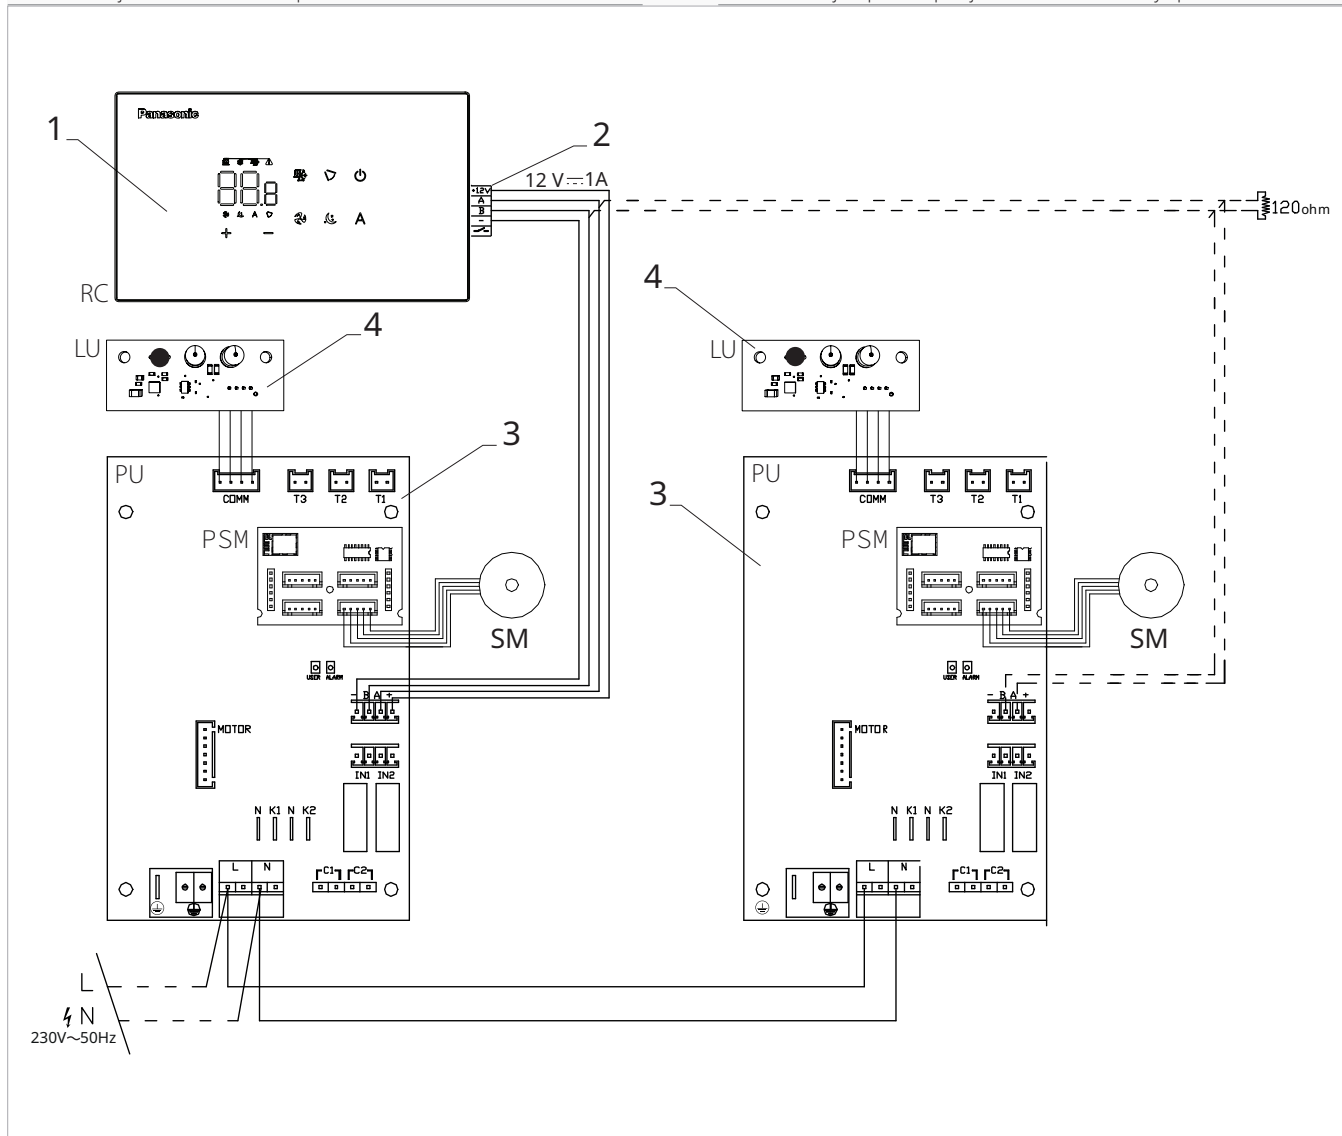 Panasonic
1
2
12 V⎓1A
+12V
A
B
-
88.8
A
A
+ −
120ohm
RC
4
4
LU
LU
3
3
PU
COMM T3 T2 T1
PSM
SM
USER ALARM
- B A +
MOTOR
IN1 IN2
N K1 N K2
L N
C1 C2
PU
COMM T3 T2 T1
PSM
SM
USER ALARM
- B A +
MOTOR
IN1 IN2
N K1 N K2
L N
C1 C2
L
N
230V~50Hz